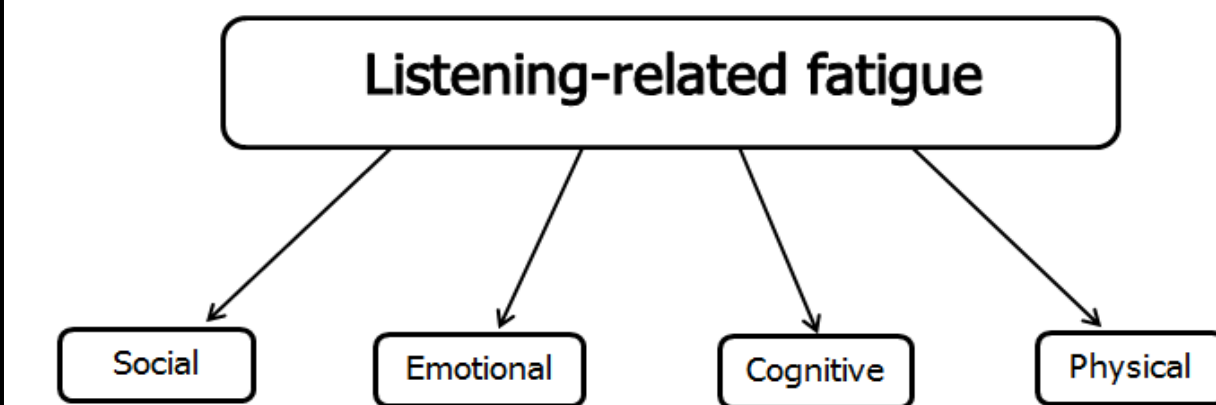 Listening-related fatigue
Social
Emotional
Cognitive
Physical